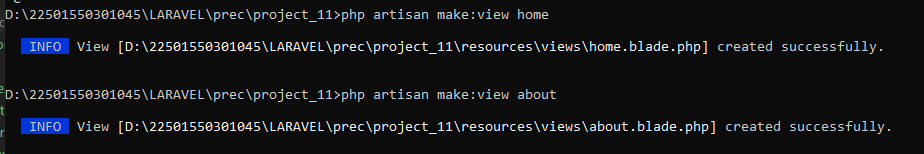 D:\22501550301045\LARAVEL\prec\project_11>php artisan make:view home
INFO View [D:\22501550301045\LARAVEL\prec\project_11\resources\views\home.blade.php] created successfully.
D:\22501550301045\LARAVEL\prec\project_11>php artisan make:view about
INFO View [D:\22501550301045\LARAVEL\prec\project_11\resources\views\about.blade.php] created successfully.